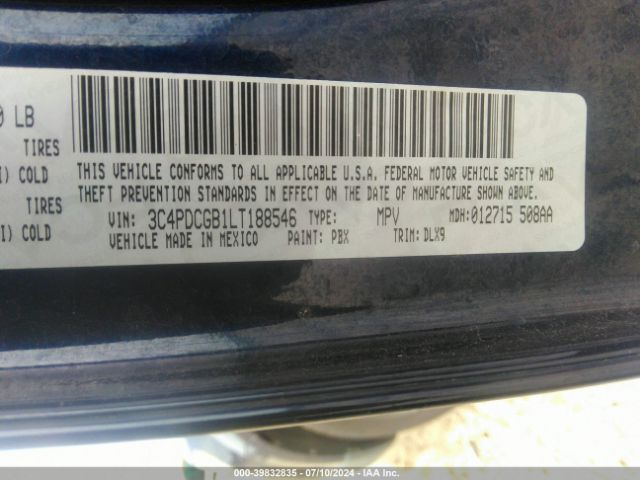 0 LB
TIRES
THIS VEHICLE CONFORMS TO ALL APPLICABLE U.S.A. FEDERAL MOTOR VEHICLE SAFETY AND
I) COLD
THEFT PREVENTION STANDARDS IN EFFECT ON THE DATE OF MANUFACTURE SHOWN ABOVE.
TIRES
VIN: 3C4PDCGB1LT188546 TYPE: MPV MDH:012715 508AA
I) COLD
VEHICLE MADE IN MEXICO PAINT: PBX TRIM: DLX9
000-39832835 - 07/10/2024 - IAA Inc.